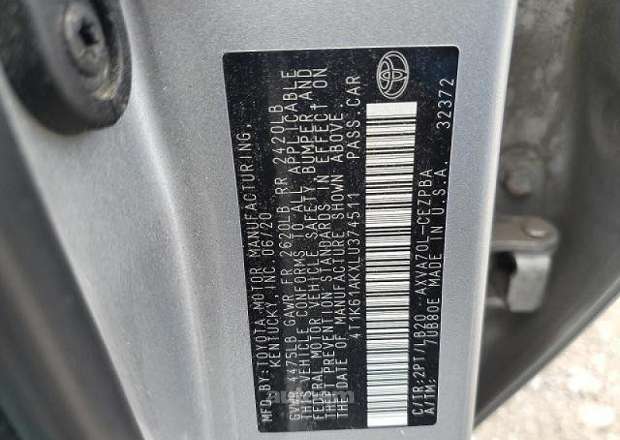 MFD. BY: TOYOTA MOTOR MANUFACTURING,
KENTUCKY, INC. 06/20
GVWR 4475LB GAWR FR 2620LB RR 2420LB
THIS VEHICLE CONFORMS TO ALL APPLICABLE
FEDERAL MOTOR VEHICLE SAFETY, BUMPER AND
THEFT PREVENTION STANDARDS IN EFFECT ON
THE DATE OF MANUFACTURE SHOWN ABOVE.
4T1K61AKXLU374511 PASS. CAR
C/TR: 2PT/LB20 AXVA70L-CEZPBA
A/TM: 7UB80E MADE IN U.S.A. 32372